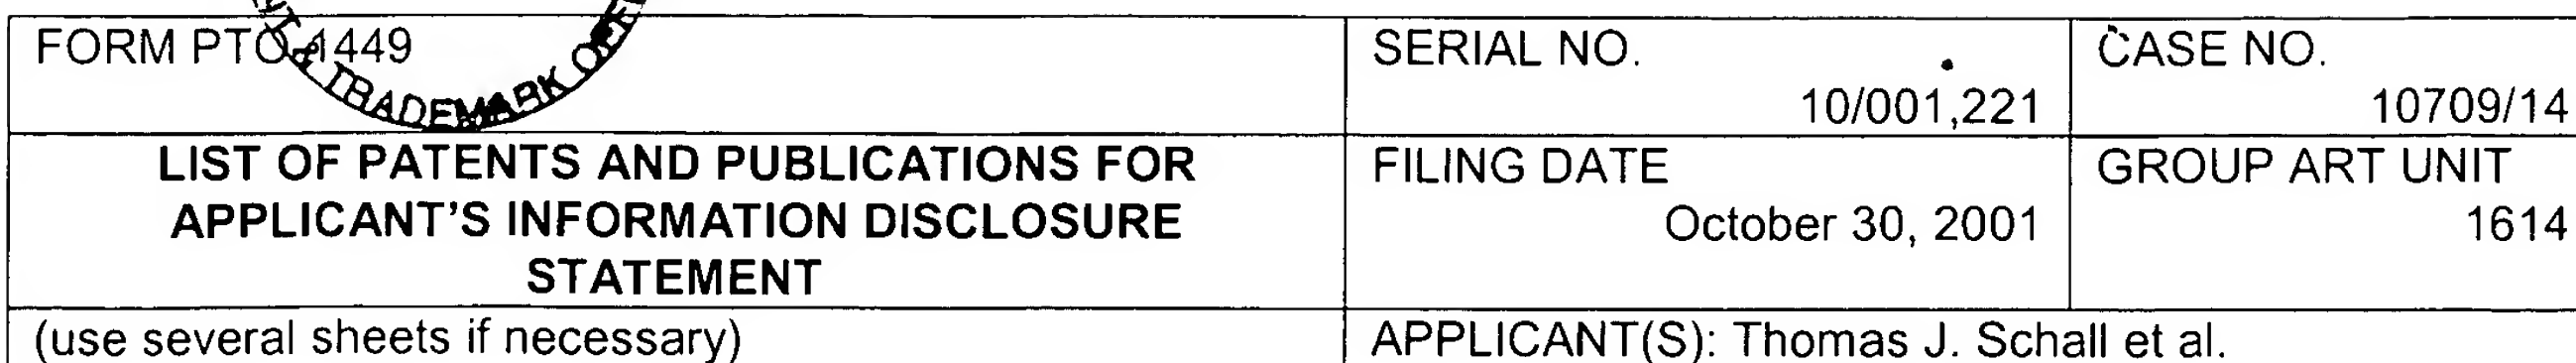 FORM PTO-1449
& TRADEMARK OFF
SERIAL NO.
10/001,221
CASE NO.
10709/14
LIST OF PATENTS AND PUBLICATIONS FOR
APPLICANT'S INFORMATION DISCLOSURE
STATEMENT
FILING DATE
October 30, 2001
GROUP ART UNIT
1614
(use several sheets if necessary)
APPLICANT(S): Thomas J. Schall et al.